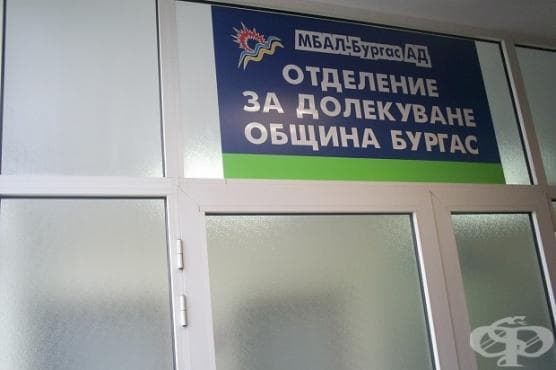 МБАЛ-Бургас АД
ОТДЕЛЕНИЕ
ЗА ДОЛЕКУВАНЕ
ОБЩИНА БУРГАС